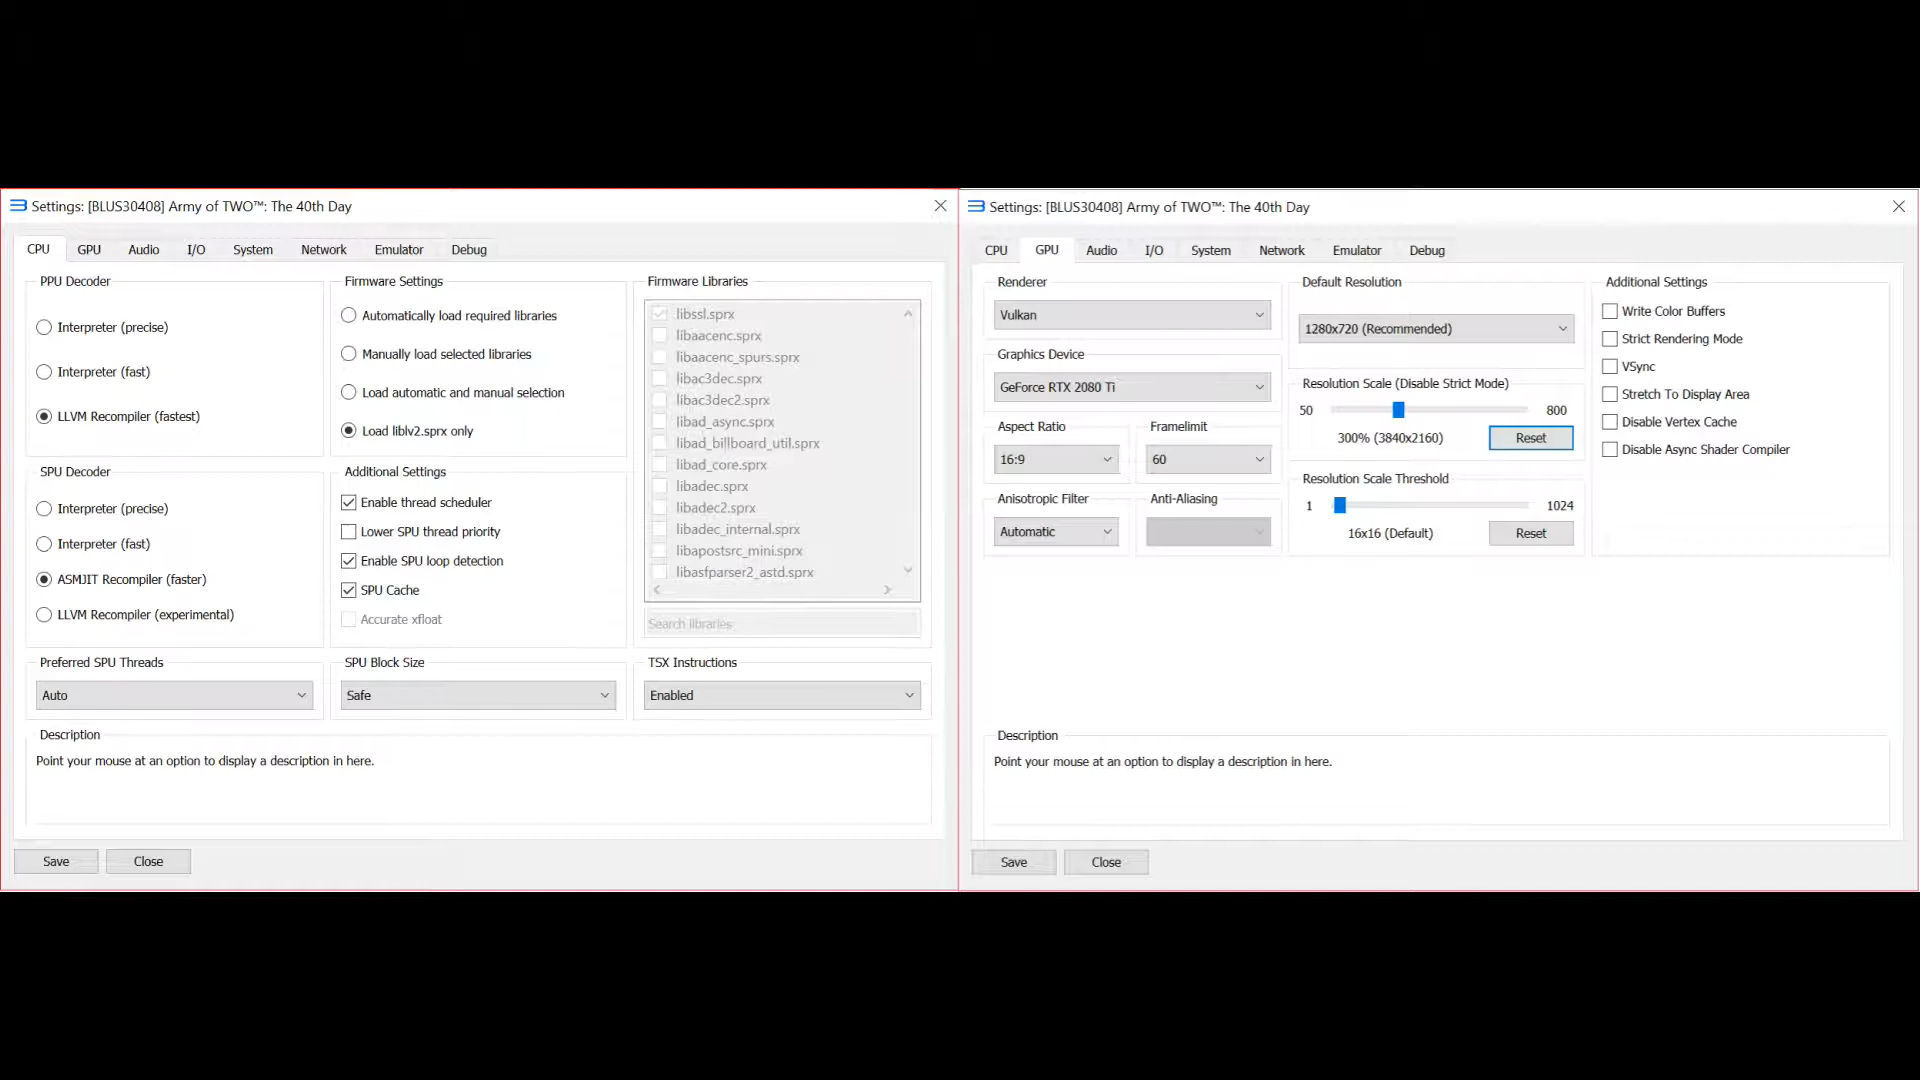 Settings: [BLUS30408] Army of TWO™: The 40th Day
CPU GPU Audio I/O System Network Emulator Debug
PPU Decoder
Interpreter (precise)
Interpreter (fast)
LLVM Recompiler (fastest)
SPU Decoder
Interpreter (precise)
Interpreter (fast)
ASMJIT Recompiler (faster)
LLVM Recompiler (experimental)
Preferred SPU Threads
Auto
Firmware Settings
Automatically load required libraries
Manually load selected libraries
Load automatic and manual selection
Load liblv2.sprx only
Additional Settings
Enable thread scheduler
Lower SPU thread priority
Enable SPU loop detection
SPU Cache
Accurate xfloat
SPU Block Size
Safe
Firmware Libraries
libssl.sprx
libaacenc.sprx
libaacenc_spurs.sprx
libac3dec.sprx
libac3dec2.sprx
libad_async.sprx
libad_billboard_util.sprx
libad_core.sprx
libadec.sprx
libadec2.sprx
libadec_internal.sprx
libapostsrc_mini.sprx
libasfparser2_astd.sprx
Search libraries
TSX Instructions
Enabled
Description
Point your mouse at an option to display a description in here.
Save Close
Settings: [BLUS30408] Army of TWO™: The 40th Day
CPU GPU Audio I/O System Network Emulator Debug
Renderer
Vulkan
Graphics Device
GeForce RTX 2080 Ti
Aspect Ratio
16:9
Framelimit
60
Anisotropic Filter
Automatic
Anti-Aliasing
Default Resolution
1280x720 (Recommended)
Resolution Scale (Disable Strict Mode)
50 800
300% (3840x2160) Reset
Resolution Scale Threshold
1 1024
16x16 (Default) Reset
Additional Settings
Write Color Buffers
Strict Rendering Mode
VSync
Stretch To Display Area
Disable Vertex Cache
Disable Async Shader Compiler
Description
Point your mouse at an option to display a description in here.
Save Close